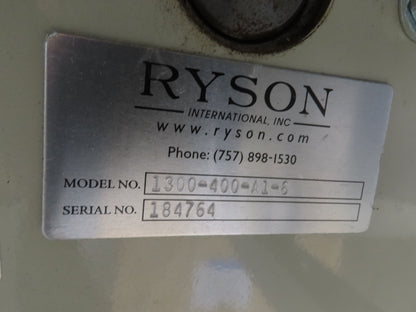 RYSON
INTERNATIONAL, INC
www.ryson.com
Phone: (757) 898-1530
MODEL NO. 1300-400-A1-6
SERIAL NO. 184764